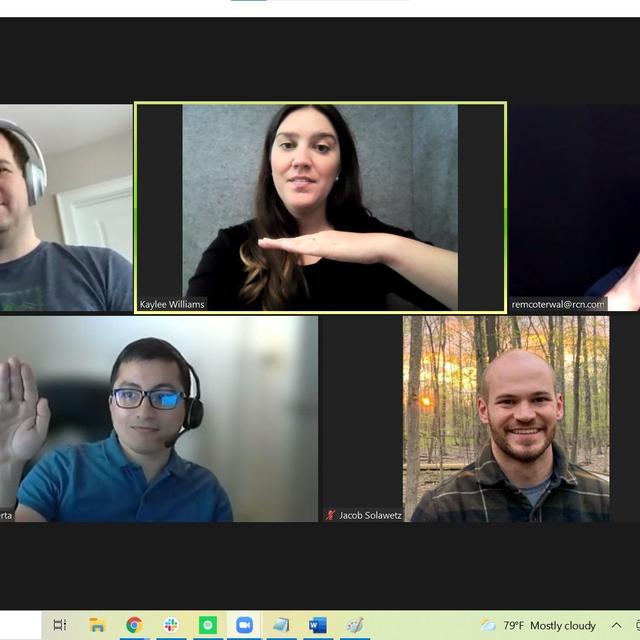 Kaylee Williams
remcoterwal@rcn.com
rta
Jacob Solawetz
79°F Mostly cloudy